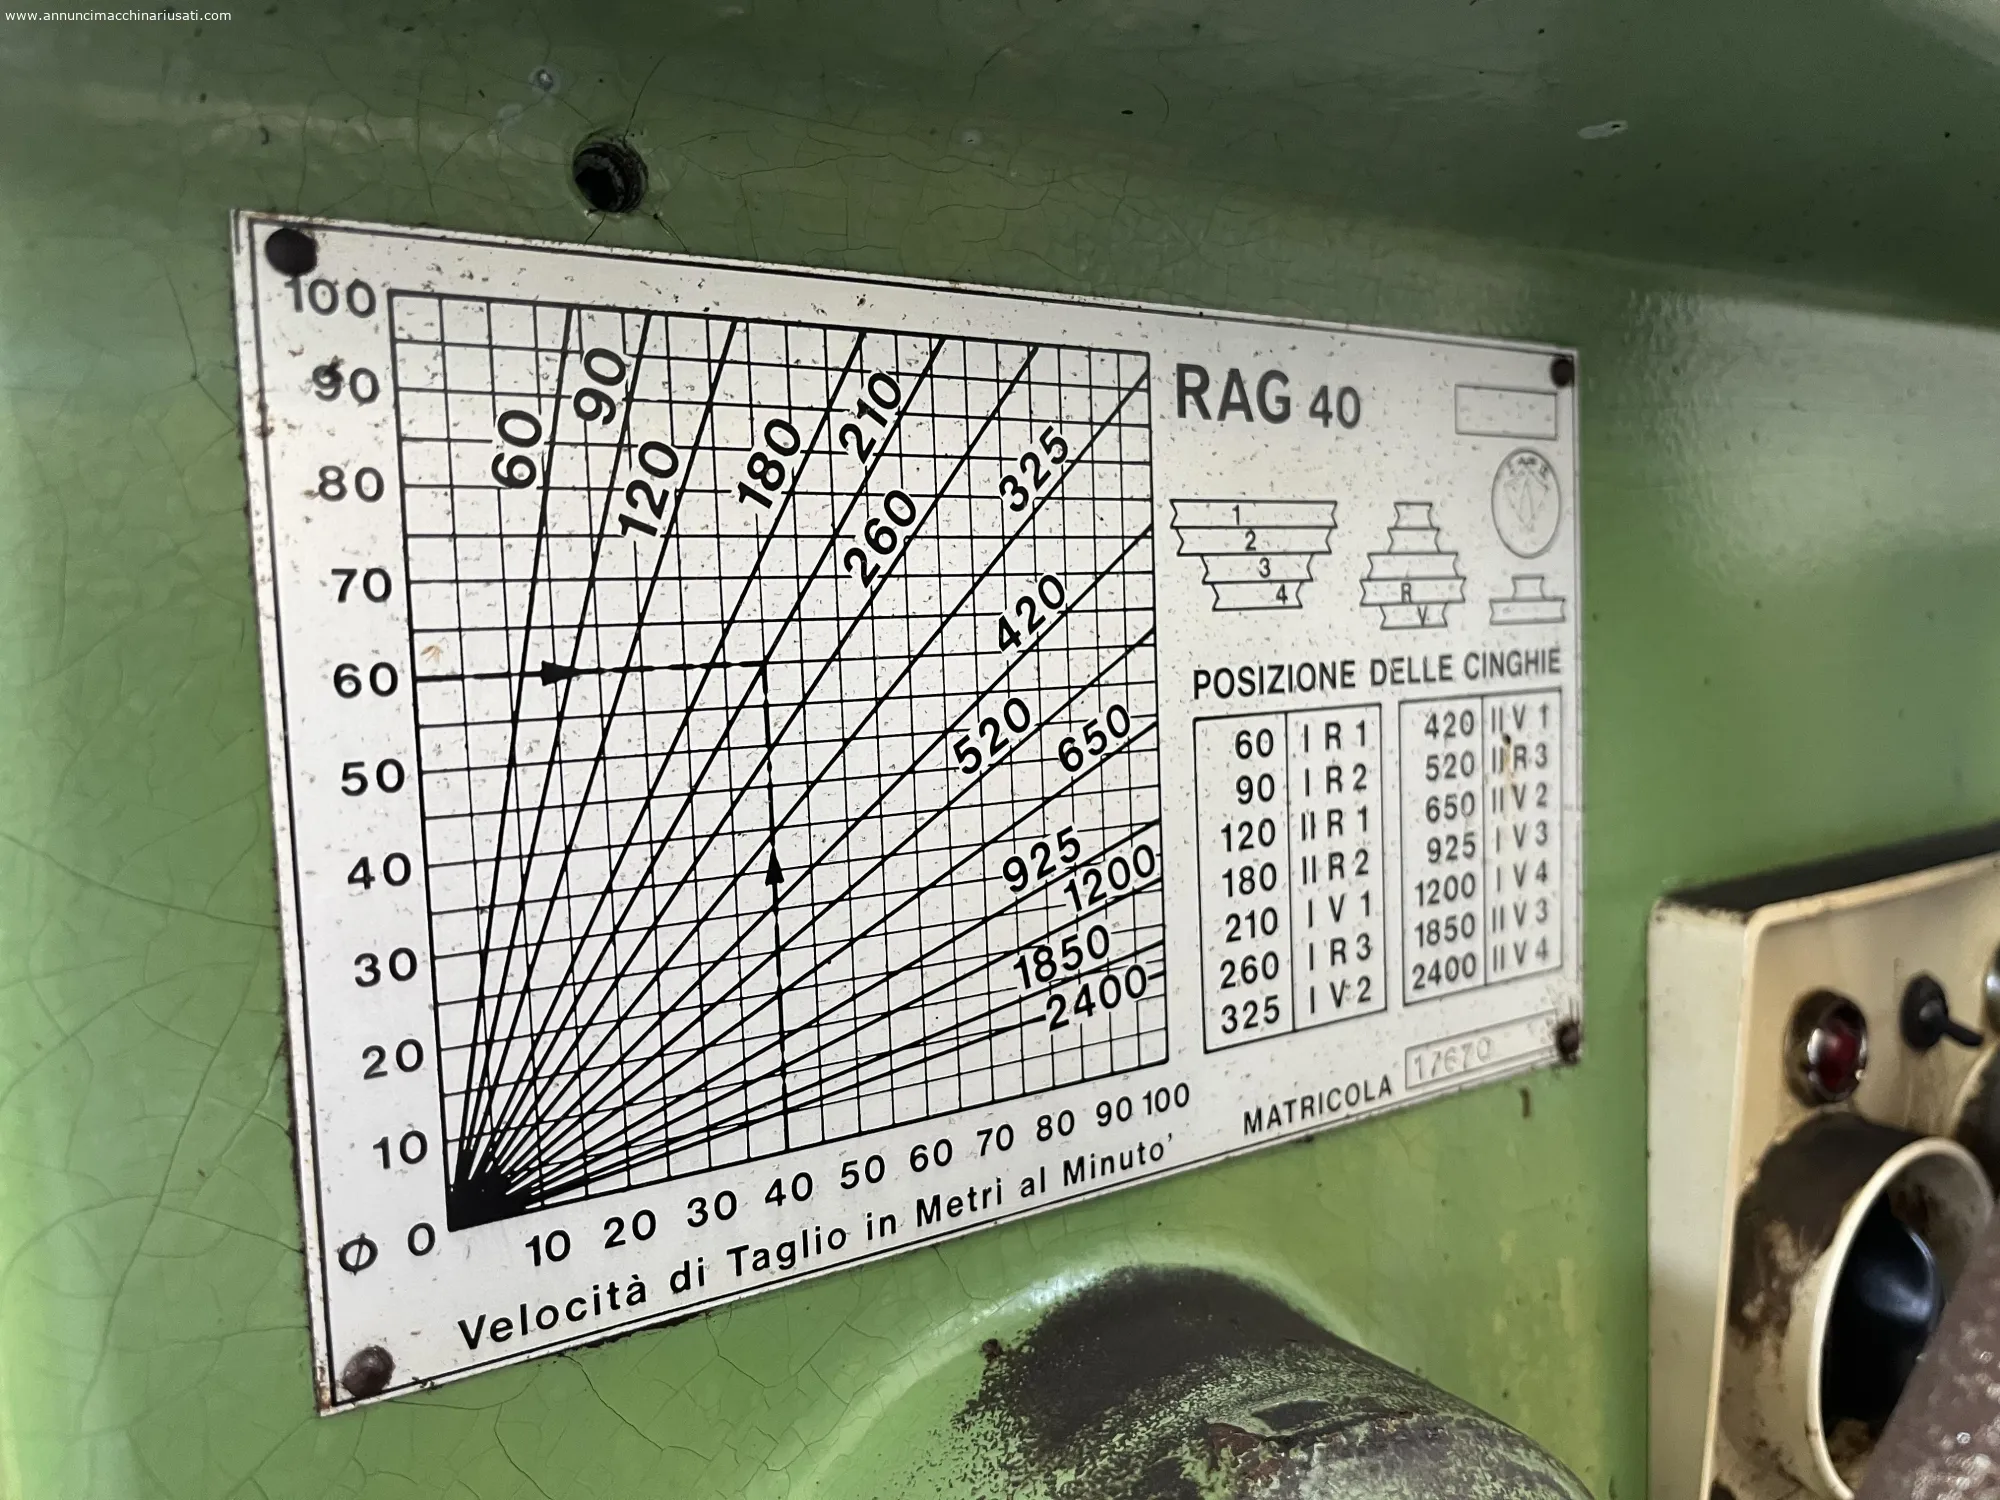 www.annuncimacchinariusati.com
100
90
80
70
60
50
40
30
20
10
Ø 0
10 20 30 40 50 60 70 80 90 100
Velocità di Taglio in Metri al Minuto'
60
90
120
180
210
260
325
420
520
650
925
1200
1850
2400
RAG 40
1
2
3
4
R
V
POSIZIONE DELLE CINGHIE
60 I R 1
90 I R 2
120 II R 1
180 II R 2
210 I V 1
260 I R 3
325 I V 2
420 II V 1
520 II R 3
650 II V 2
925 I V 3
1200 I V 4
1850 II V 3
2400 II V 4
MATRICOLA 17670